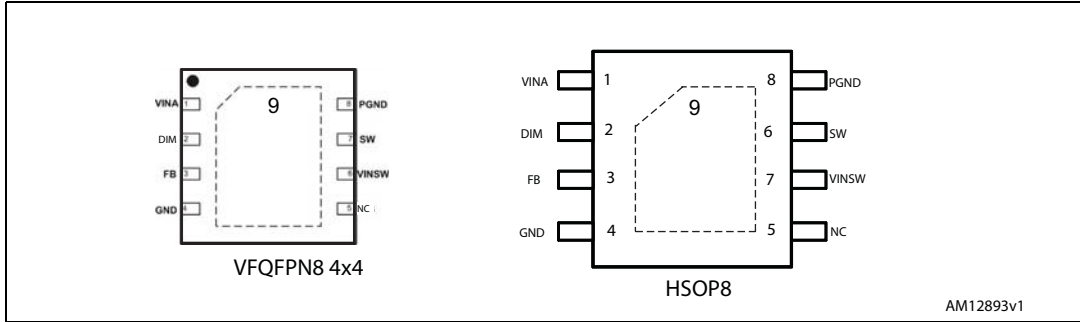 9
VINA 1
DIM 2
FB 3
GND 4
8 PGND
7 SW
6 VINSW
5 NC
VFQFPN8 4x4
9
VINA 1
DIM 2
FB 3
GND 4
8 PGND
6 SW
7 VINSW
5 NC
HSOP8
AM12893v1